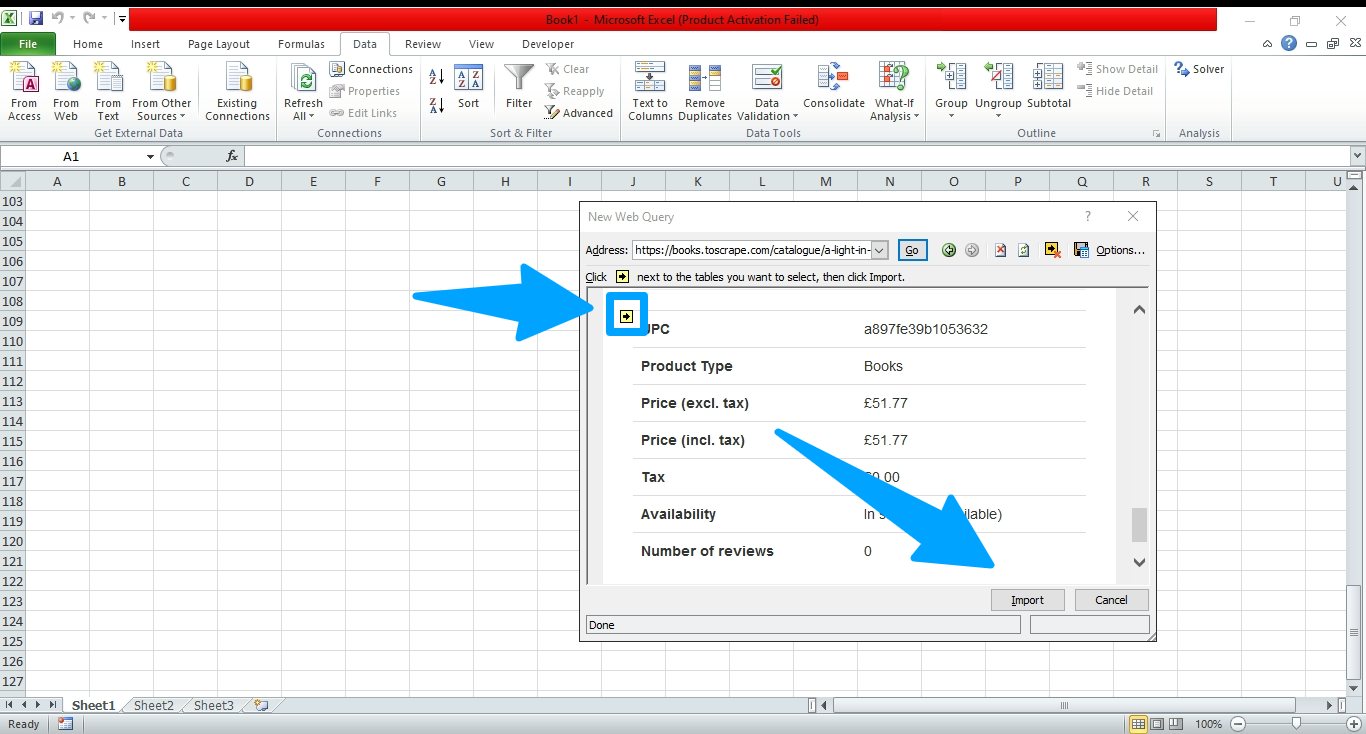 Book1 - Microsoft Excel (Product Activation Failed)
File Home Insert Page Layout Formulas Data Review View Developer
From Access
From Web
From Text
From Other Sources
Existing Connections
Get External Data
Refresh All
Connections
Properties
Edit Links
Connections
Sort
Filter
Clear
Reapply
Advanced
Sort & Filter
Text to Columns
Remove Duplicates
Data Validation
Consolidate
What-If Analysis
Data Tools
Group
Ungroup
Subtotal
Show Detail
Hide Detail
Outline
Solver
Analysis
A1 fx
A B C D E F G H I J K L M N O P Q R S T U
103
104
105
106
107
108
109
110
111
112
113
114
115
116
117
118
119
120
121
122
123
124
125
126
127
New Web Query ?
Address: https://books.toscrape.com/catalogue/a-light-in- Go Options...
Click next to the tables you want to select, then click Import.
a897fe39b1053632
Product Type Books
Price (excl. tax) £51.77
Price (incl. tax) £51.77
Tax
Availability In
Number of reviews 0
Import Cancel
Done
Sheet1 Sheet2 Sheet3
Ready 100%